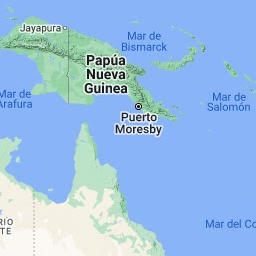 Jayapura
Mar de
Bismarck
Papúa
Nueva
Guinea
Mar de
Arafura
Mar de
Salomón
Puerto
Moresby
Mar del Co
RIO
TE